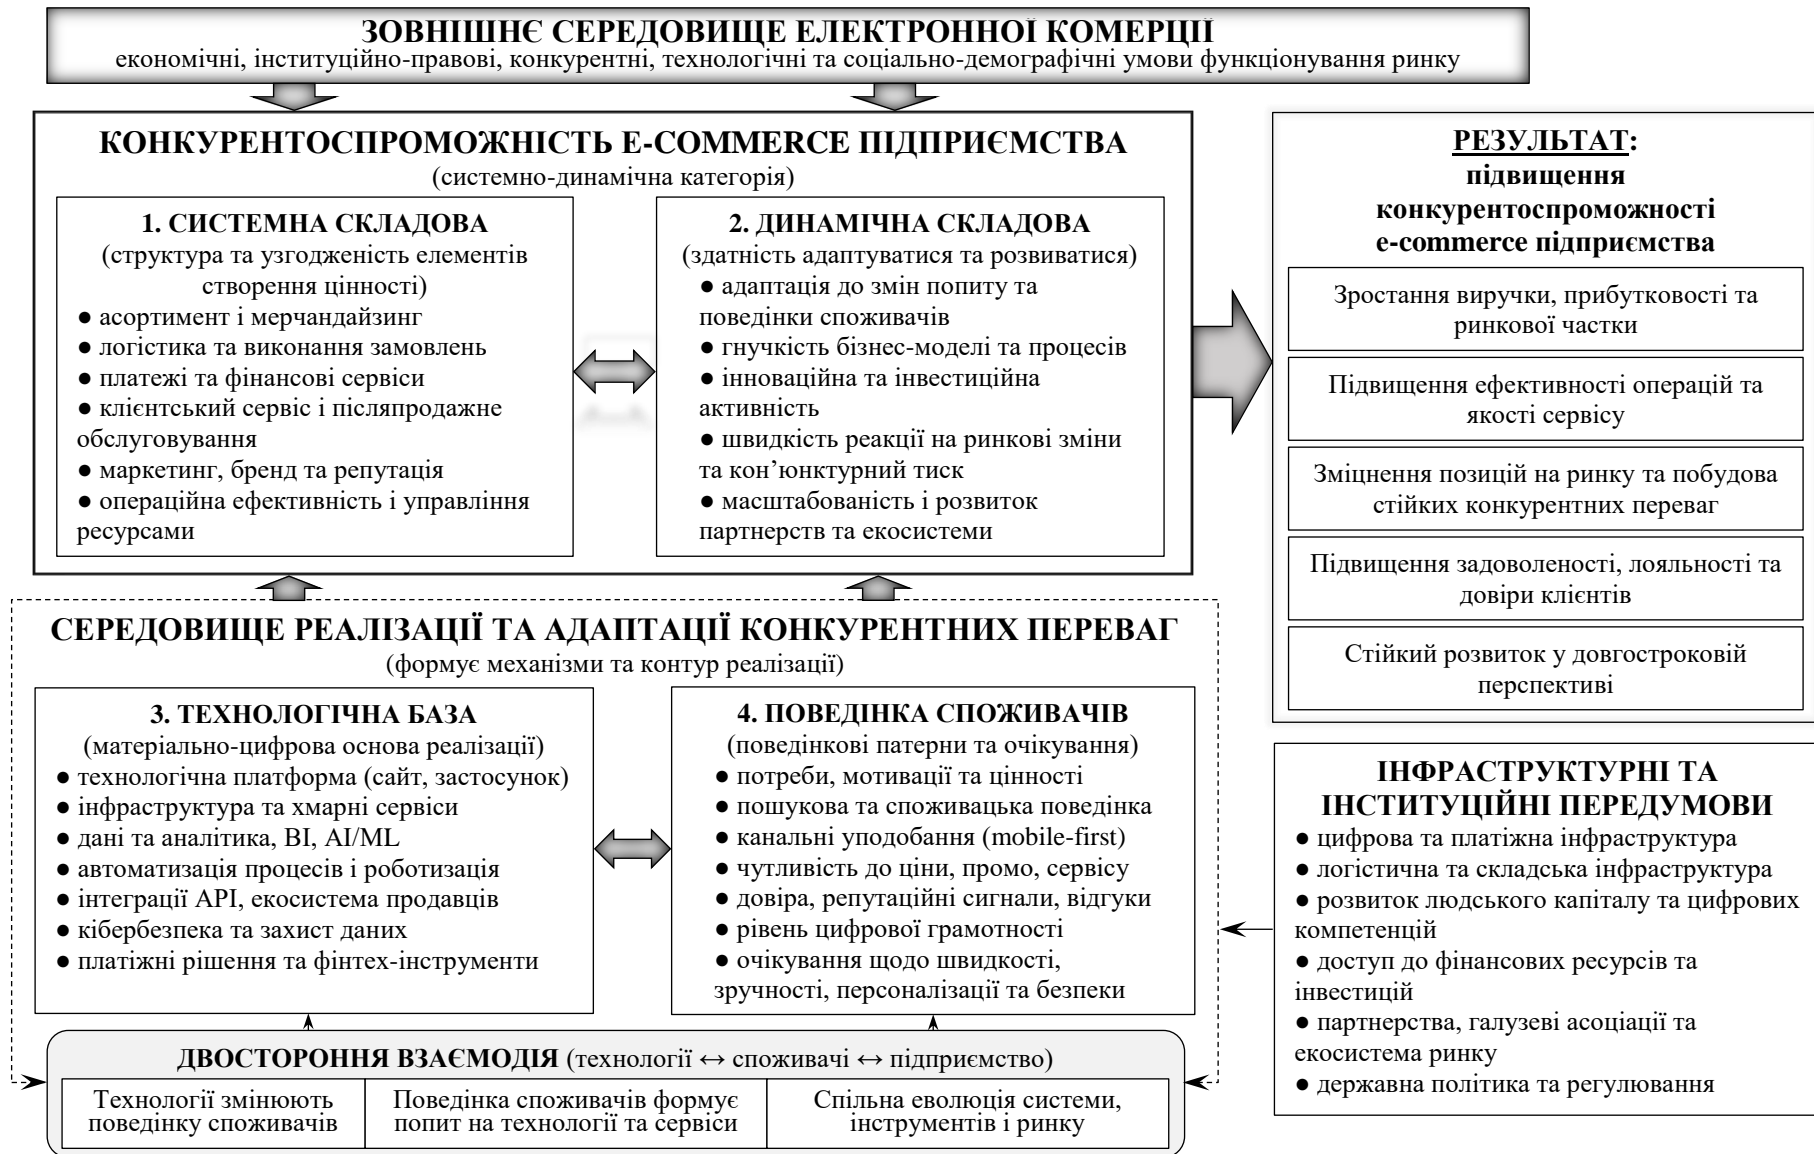 ЗОВНІШНЄ СЕРЕДОВИЩЕ ЕЛЕКТРОННОЇ КОМЕРЦІЇ
економічні, інституційно-правові, конкурентні, технологічні та соціально-демографічні умови функціонування ринку
КОНКУРЕНТОСПРОМОЖНІСТЬ E-COMMERCE ПІДПРИЄМСТВА
(системно-динамічна категорія)
1. СИСТЕМНА СКЛАДОВА
(структура та узгодженість елементів
створення цінності)
● асортимент і мерчандайзинг
● логістика та виконання замовлень
● платежі та фінансові сервіси
● клієнтський сервіс і післяпродажне
обслуговування
● маркетинг, бренд та репутація
● операційна ефективність і управління
ресурсами
2. ДИНАМІЧНА СКЛАДОВА
(здатність адаптуватися та розвиватися)
● адаптація до змін попиту та
поведінки споживачів
● гнучкість бізнес-моделі та процесів
● інноваційна та інвестиційна
активність
● швидкість реакції на ринкові зміни
та кон’юнктурний тиск
● масштабованість і розвиток
партнерств та екосистеми
РЕЗУЛЬТАТ:
підвищення
конкурентоспроможності
e-commerce підприємства
Зростання виручки, прибутковості та
ринкової частки
Підвищення ефективності операцій та
якості сервісу
Зміцнення позицій на ринку та побудова
стійких конкурентних переваг
Підвищення задоволеності, лояльності та
довіри клієнтів
Стійкий розвиток у довгостроковій
перспективі
СЕРЕДОВИЩЕ РЕАЛІЗАЦІЇ ТА АДАПТАЦІЇ КОНКУРЕНТНИХ ПЕРЕВАГ
(формує механізми та контур реалізації)
3. ТЕХНОЛОГІЧНА БАЗА
(матеріально-цифрова основа реалізації)
● технологічна платформа (сайт, застосунок)
● інфраструктура та хмарні сервіси
● дані та аналітика, BI, AI/ML
● автоматизація процесів і роботизація
● інтеграції API, екосистема продавців
● кібербезпека та захист даних
● платіжні рішення та фінтех-інструменти
4. ПОВЕДІНКА СПОЖИВАЧІВ
(поведінкові патерни та очікування)
● потреби, мотивації та цінності
● пошукова та споживацька поведінка
● канальні уподобання (mobile-first)
● чутливість до ціни, промо, сервісу
● довіра, репутаційні сигнали, відгуки
● рівень цифрової грамотності
● очікування щодо швидкості,
зручності, персоналізації та безпеки
ІНФРАСТРУКТУРНІ ТА
ІНСТИТУЦІЙНІ ПЕРЕДУМОВИ
● цифрова та платіжна інфраструктура
● логістична та складська інфраструктура
● розвиток людського капіталу та цифрових
компетенцій
● доступ до фінансових ресурсів та
інвестицій
● партнерства, галузеві асоціації та
екосистема ринку
● державна політика та регулювання
ДВОСТОРОННЯ ВЗАЄМОДІЯ (технології ↔ споживачі ↔ підприємство)
Технології змінюють
поведінку споживачів
Поведінка споживачів формує
попит на технології та сервіси
Спільна еволюція системи,
інструментів і ринку